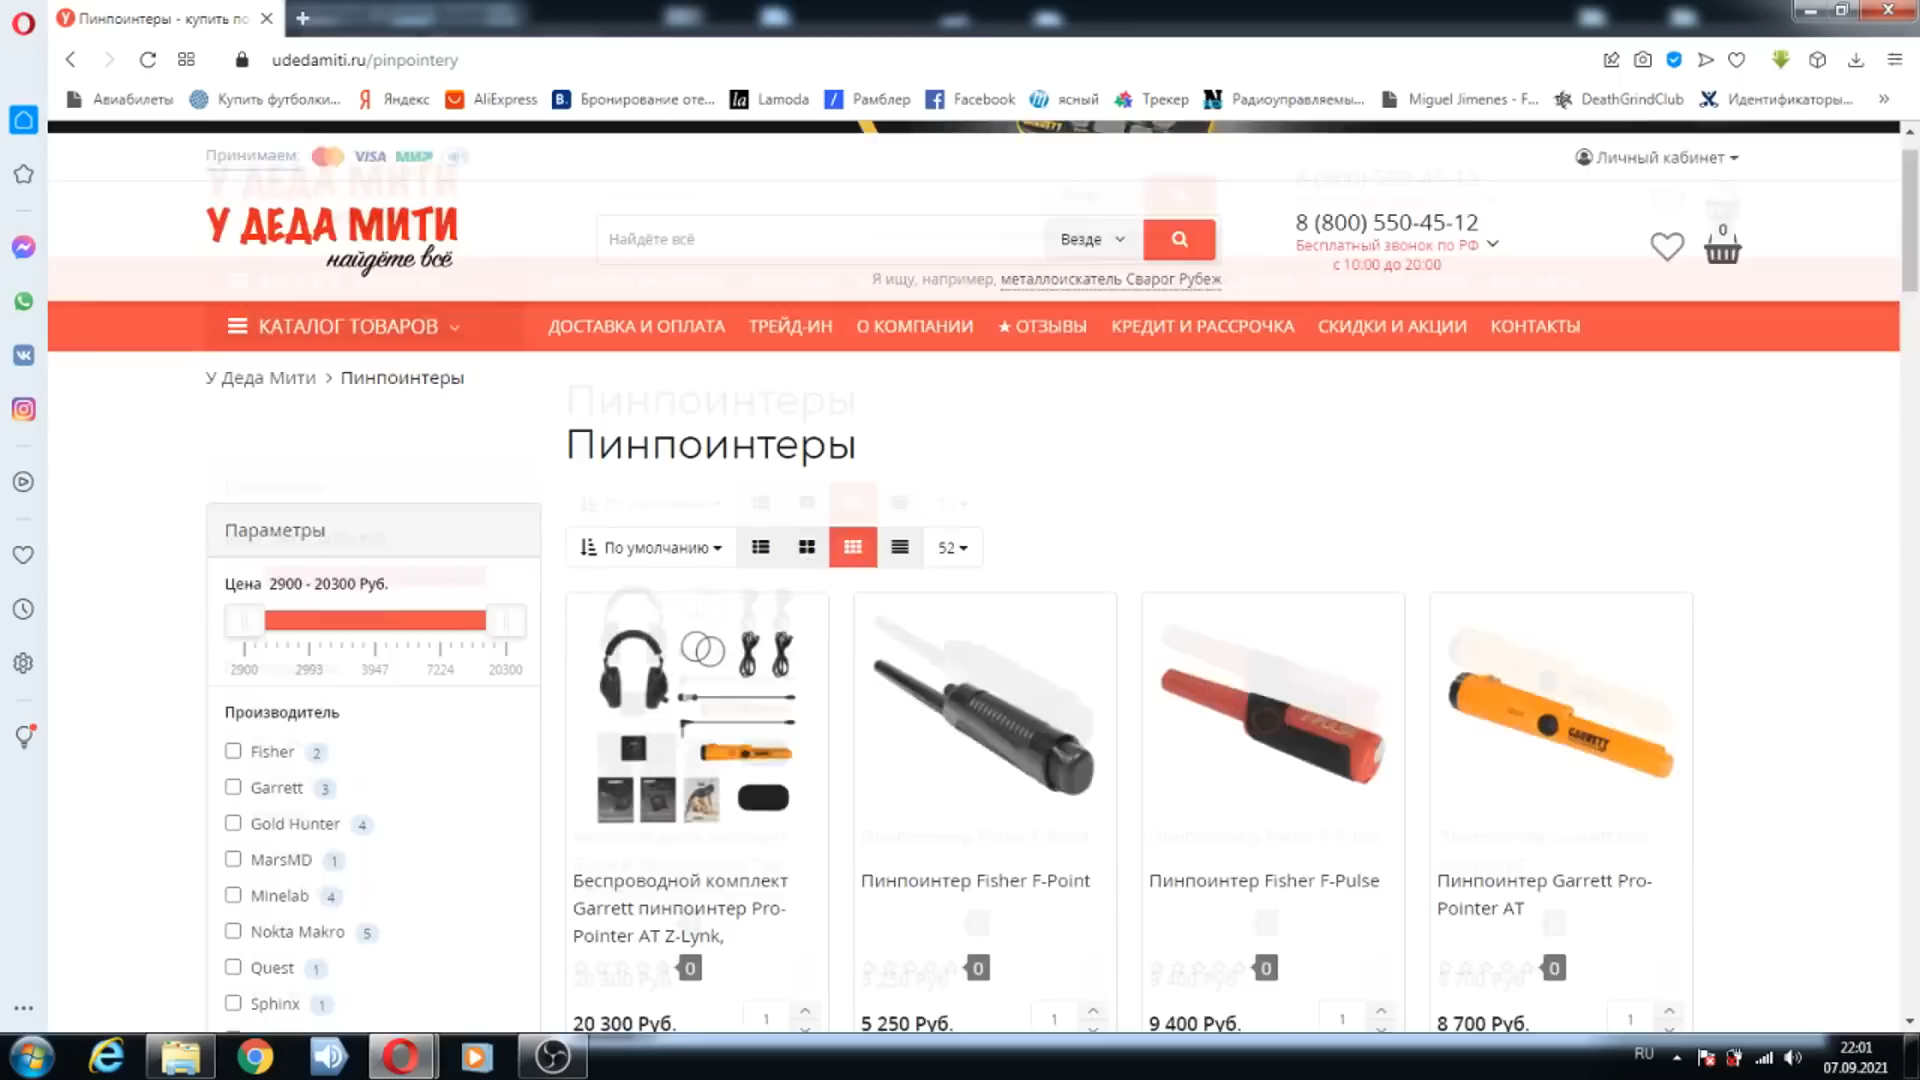 Пинпоинтеры - купить по
udedamiti.ru/pinpointery
Авиабилеты
Купить футболки...
Яндекс
AliExpress
Бронирование оте...
Lamoda
Рамблер
Facebook
ясный
Трекер
Радиоуправляемы...
Miguel Jimenes - F...
DeathGrindClub
Идентификаторы...
Принимаем:
VISA
МИР
Личный кабинет
У ДЕДА МИТИ
найдёте всё
Найдёте всё
Везде
8 (800) 550-45-12
Бесплатный звонок по РФ
с 10:00 до 20:00
0
Я ищу, например, металлоискатель Сварог Рубеж
КАТАЛОГ ТОВАРОВ
ДОСТАВКА И ОПЛАТА
ТРЕЙД-ИН
О КОМПАНИИ
★ ОТЗЫВЫ
КРЕДИТ И РАССРОЧКА
СКИДКИ И АКЦИИ
КОНТАКТЫ
У Деда Мити > Пинпоинтеры
Пинпоинтеры
По умолчанию
52
Параметры
Цена 2900 - 20300 Руб.
2900 2993 3947 7224 20300
Производитель
Fisher 2
Garrett 3
Gold Hunter 4
MarsMD 1
Minelab 4
Nokta Makro 5
Quest 1
Sphinx 1
GARRETT
Беспроводной комплект
Garrett пинпоинтер Pro-
Pointer AT Z-Lynk,
0
20 300 Руб.
1
Пинпоинтер Fisher F-Point
0
5 250 Руб.
1
Пинпоинтер Fisher F-Pulse
0
9 400 Руб.
1
Пинпоинтер Garrett Pro-
Pointer AT
0
8 700 Руб.
1
RU
22:01
07.09.2021